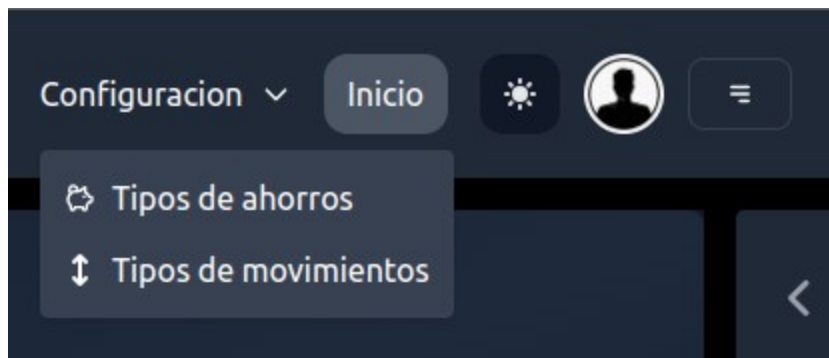 Configuracion
Inicio
Tipos de ahorros
Tipos de movimientos